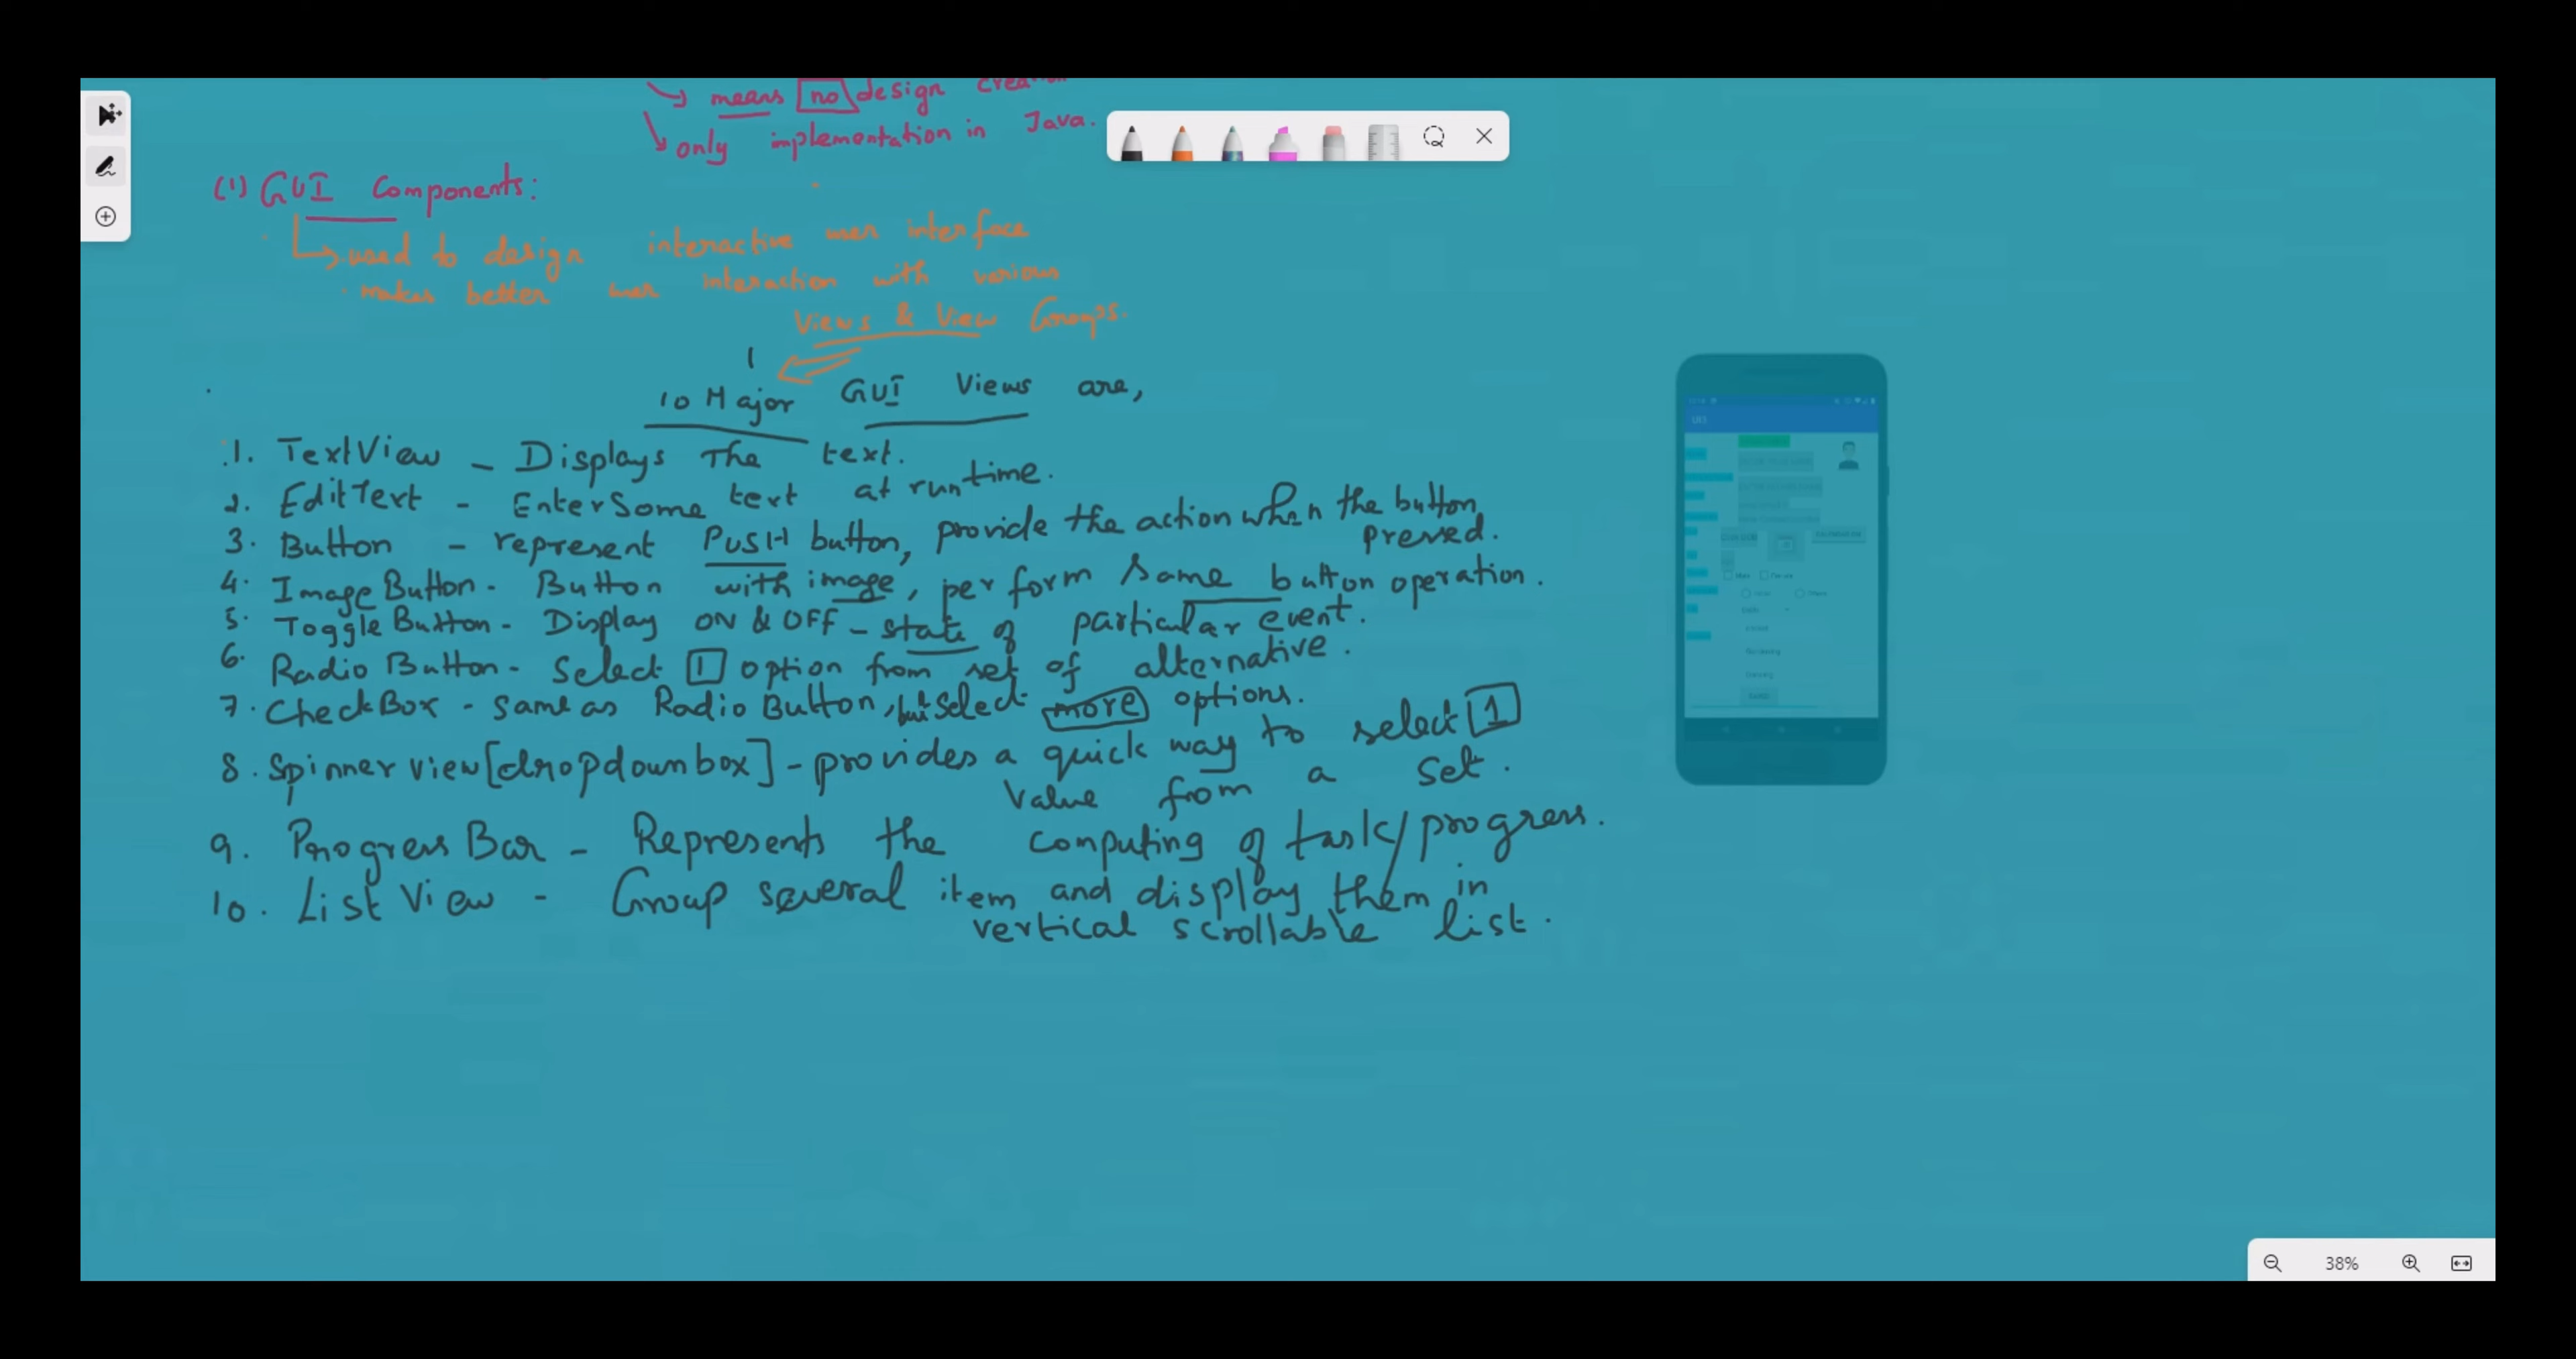 means no design
only implementation in Java.
(1) GUI Components:
used to design interactive user interface
makes better user interaction with various
Views & View Groups.
10 Major GUI Views are,
1. TextView - Displays The text.
2. EditText - Enter Some text at runtime.
3. Button - represent PUSH button, provide the action when the button
pressed.
4. Image Button - Button with image, perform same button operation.
5. Toggle Button - Display ON & OFF - state of particular event.
6. Radio Button - Select 1 option from set of alternative.
7. CheckBox - same as Radio Button, but select more options.
8. Spinner view [dropdownbox] - provides a quick way to select 1
value from a set.
9. Progress Bar - Represents the computing of task/progress.
10. List View - Group several item and display them in
vertical scrollable list.
38%